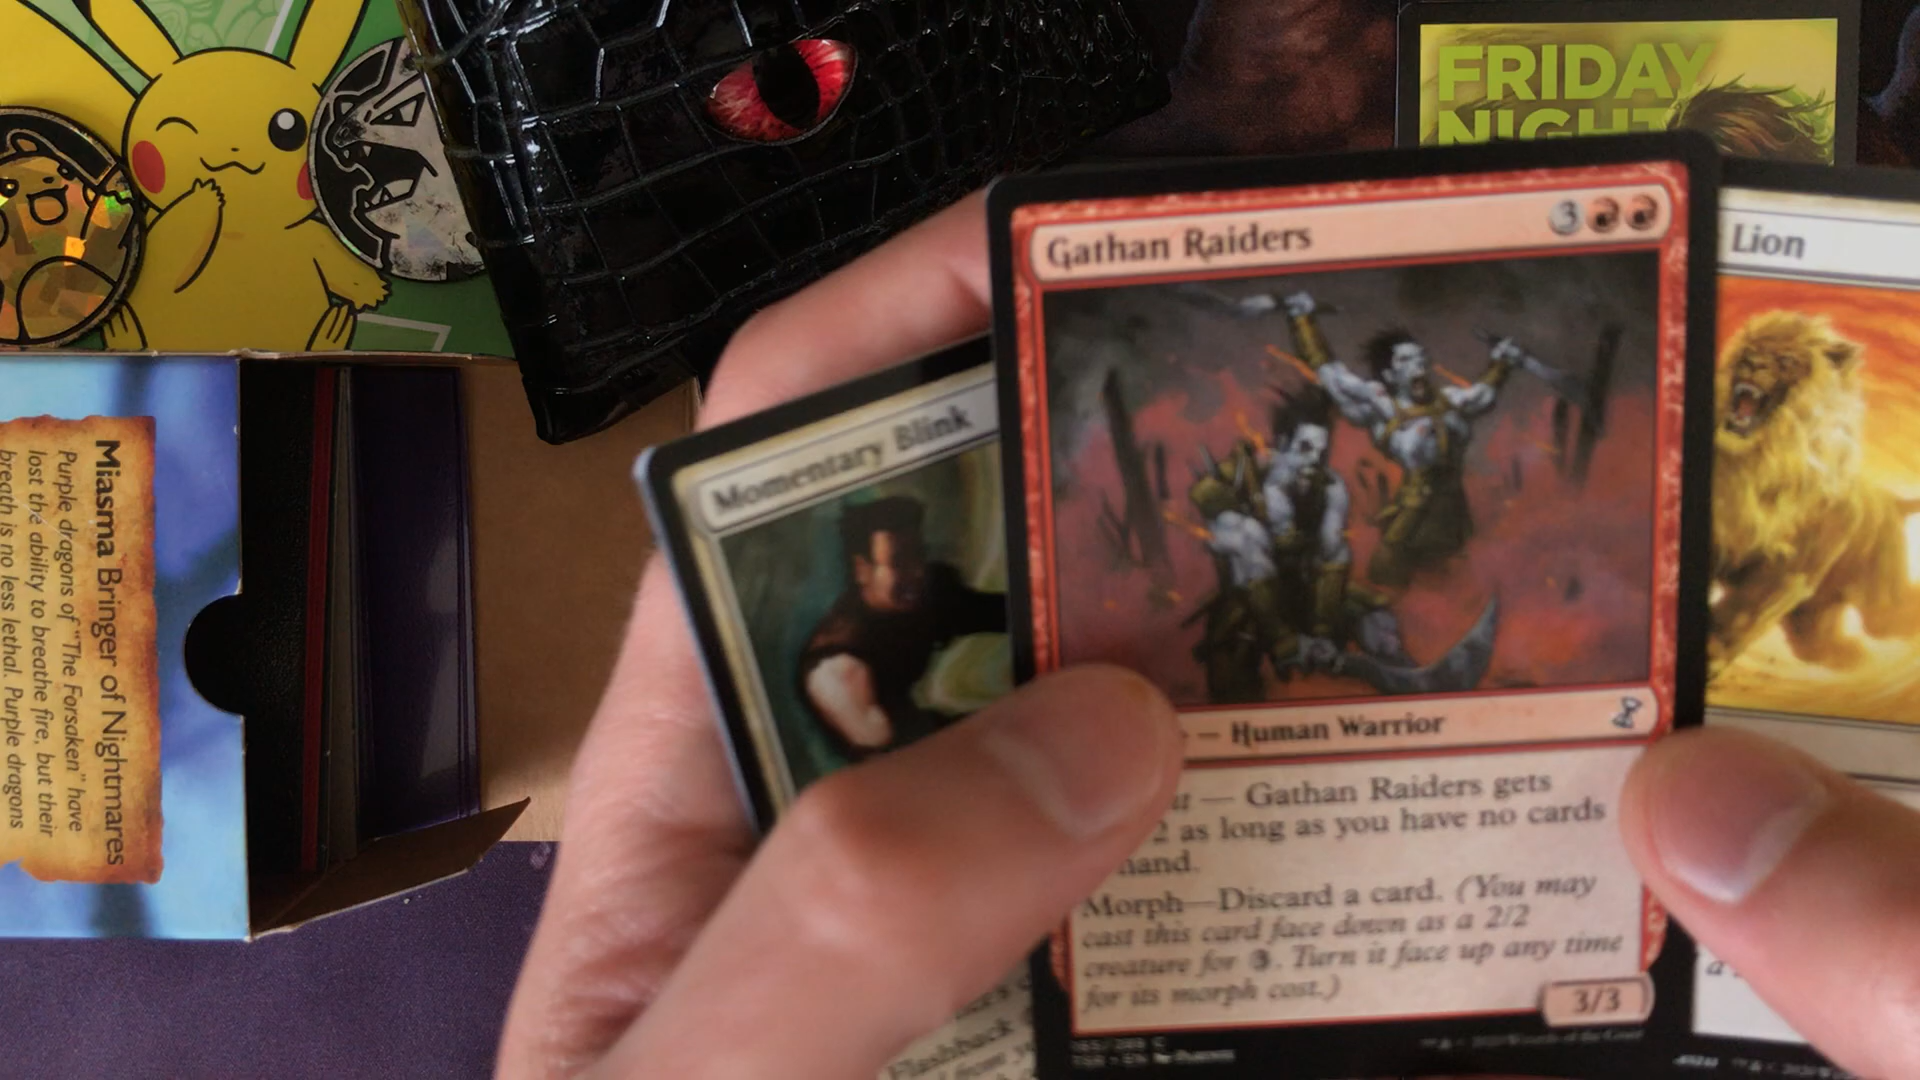 FRIDAY
NIGHT
Gathan Raiders
3
Lion
Momentary Blink
— Human Warrior
— Gathan Raiders gets
2 as long as you have no cards
hand.
Morph—Discard a card. (You may
cast this card face down as a 2/2
creature for 3. Turn it face up any time
for its morph cost.)
3/3
Flashback
Miasma Bringer of Nightmares
Purple dragons of "The Forsaken" have
lost the ability to breathe fire, but their
breath is no less lethal. Purple dragons